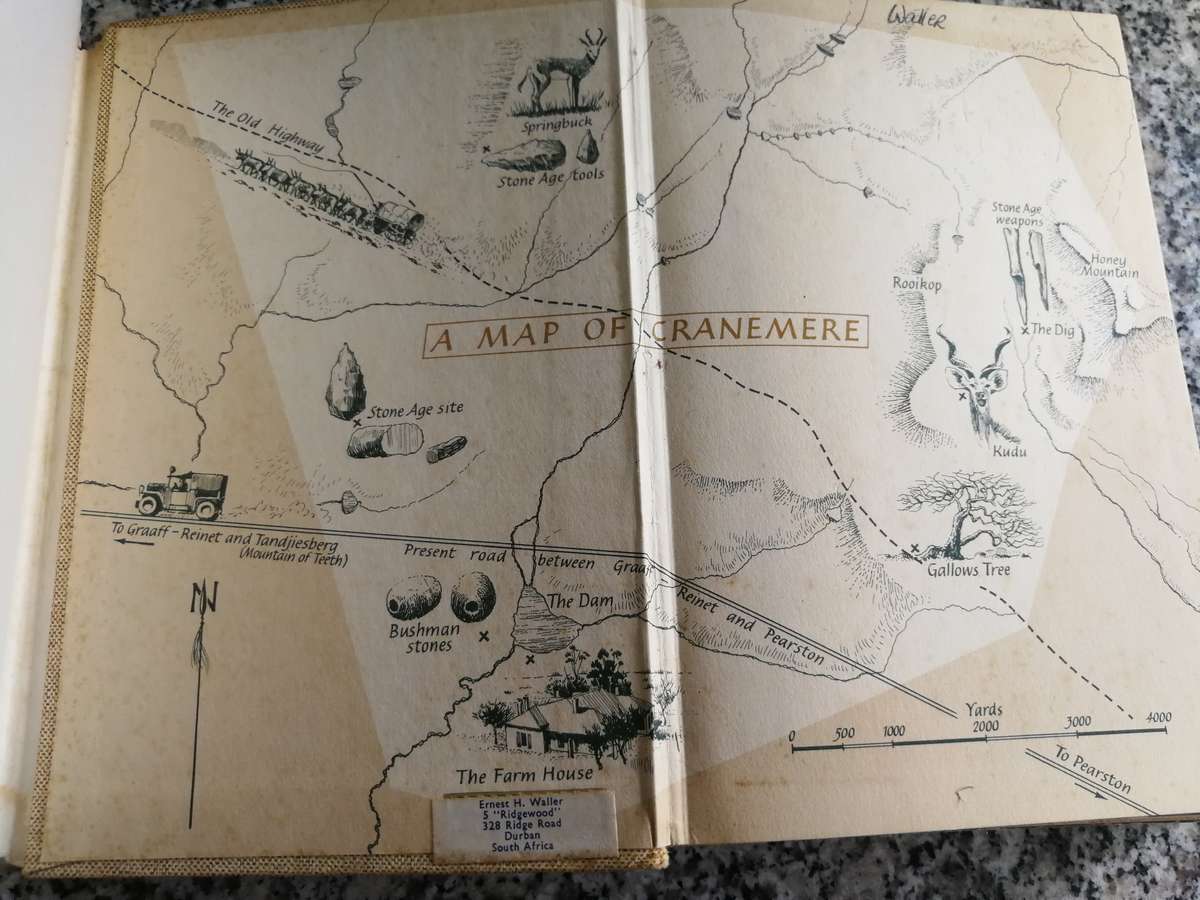 Waller
The Old Highway
Springbuck
Stone Age tools
Stone Age
weapons
Honey
Mountain
Rooikop
The Dig
A MAP OF CRANEMERE
Stone Age site
Kudu
To Graaff-Reinet and Tandjiesberg
(Mountain of Teeth)
Present road between Graaff
Reinet and Pearston
Gallows Tree
N
Bushman
stones
The Dam
Yards
0 500 1000 2000 3000 4000
To Pearston
The Farm House
Ernest H. Waller
5 "Ridgewood"
328 Ridge Road
Durban
South Africa